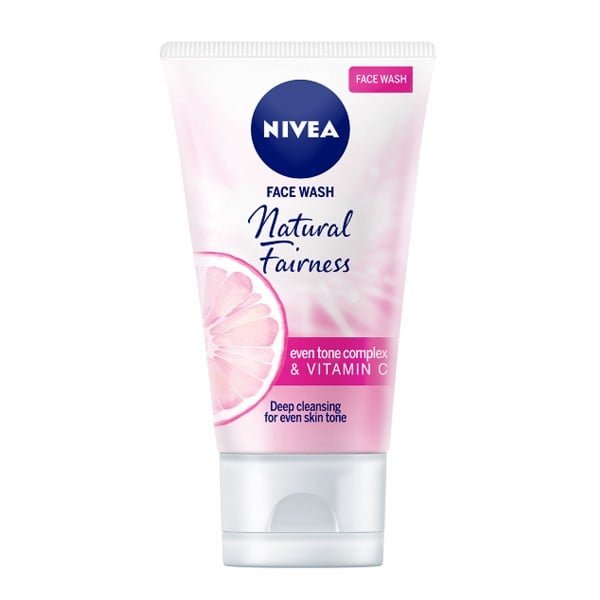 FACE WASH
NIVEA
FACE WASH
Natural
Fairness
even tone complex
& VITAMIN C
Deep cleansing
for even skin tone